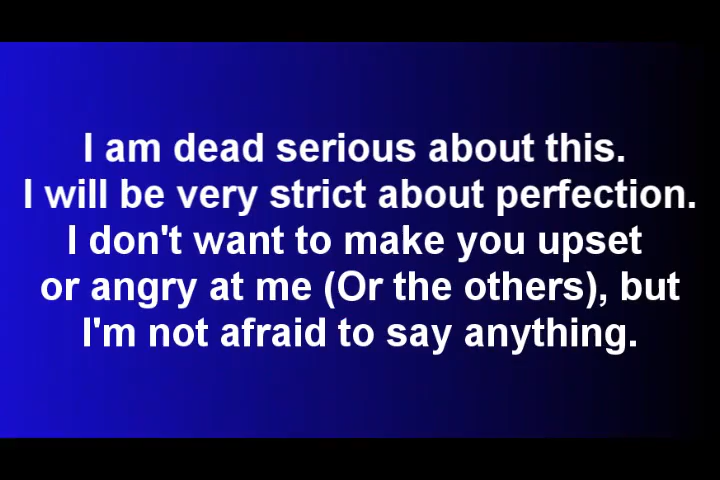 I am dead serious about this.
I will be very strict about perfection.
I don't want to make you upset
or angry at me (Or the others), but
I'm not afraid to say anything.